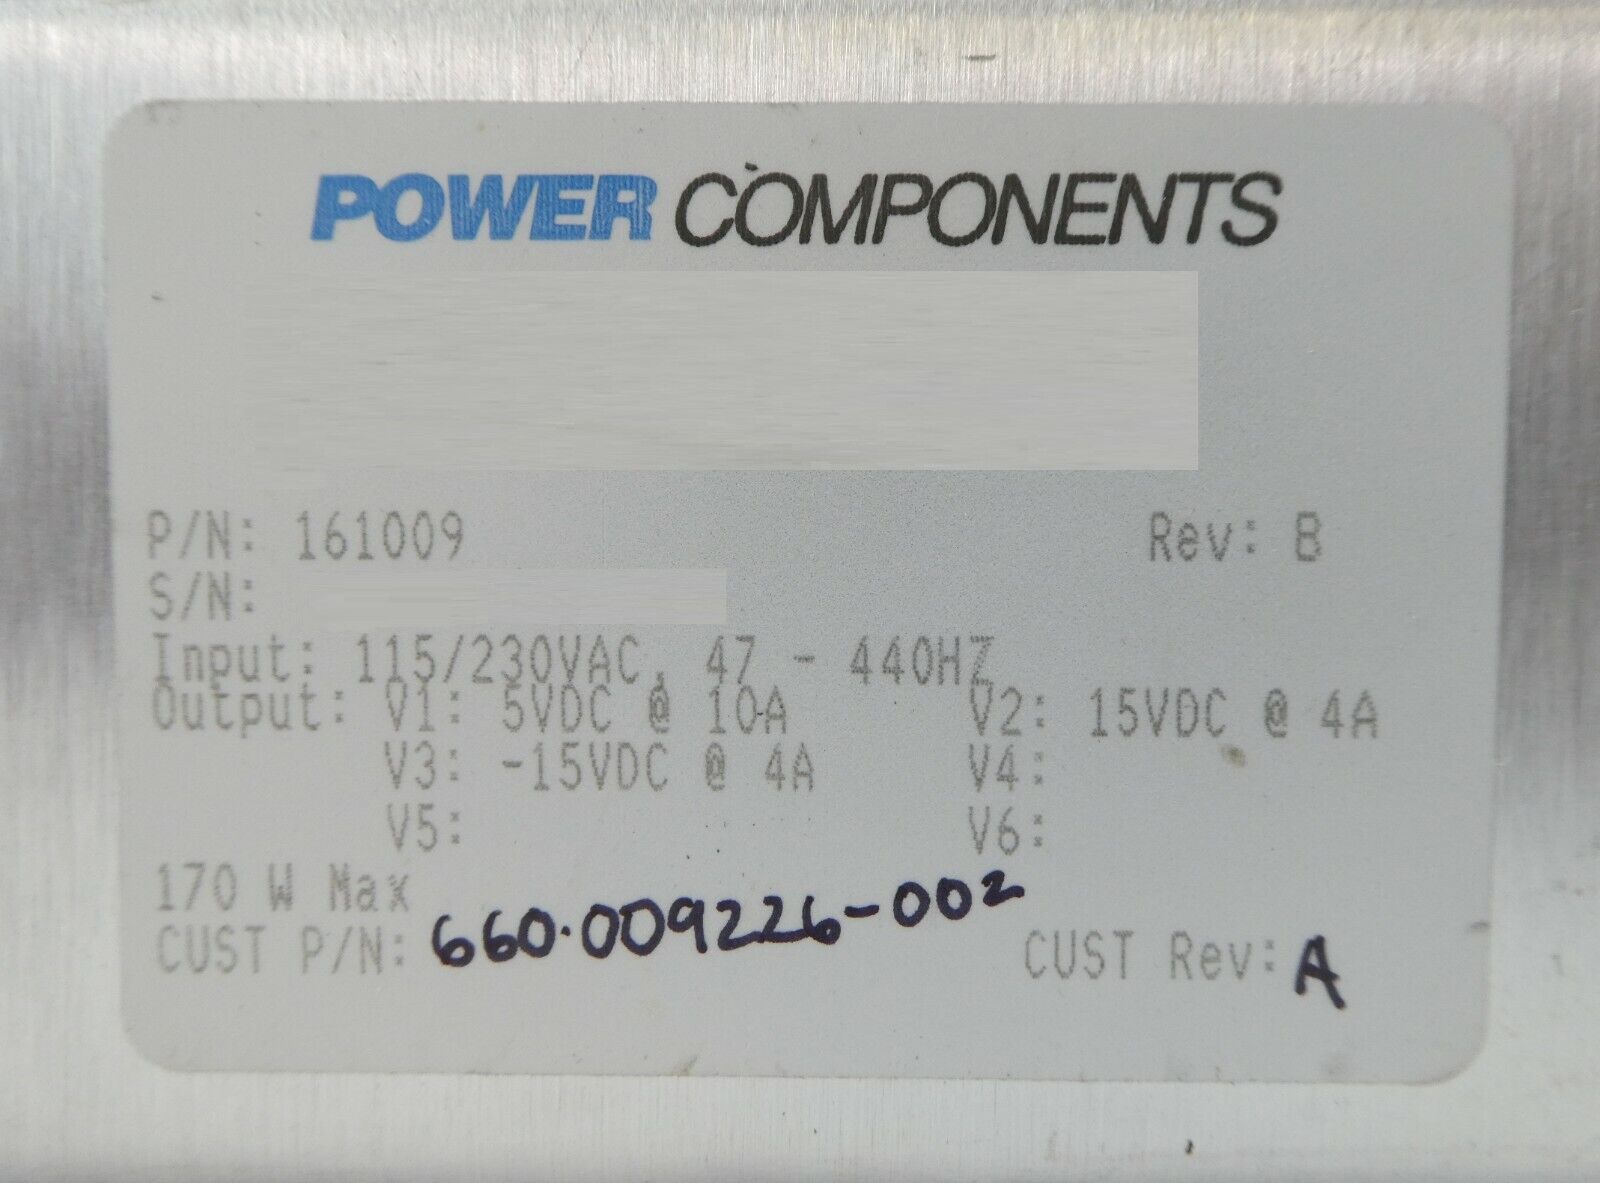 POWER COMPONENTS
P/N: 161009 Rev: B
S/N:
Input: 115/230VAC, 47 - 440HZ
Output: V1: 5VDC @ 10A V2: 15VDC @ 4A
V3: -15VDC @ 4A V4:
V5: V6:
170 W Max
CUST P/N: 660.009226-002 CUST Rev: A